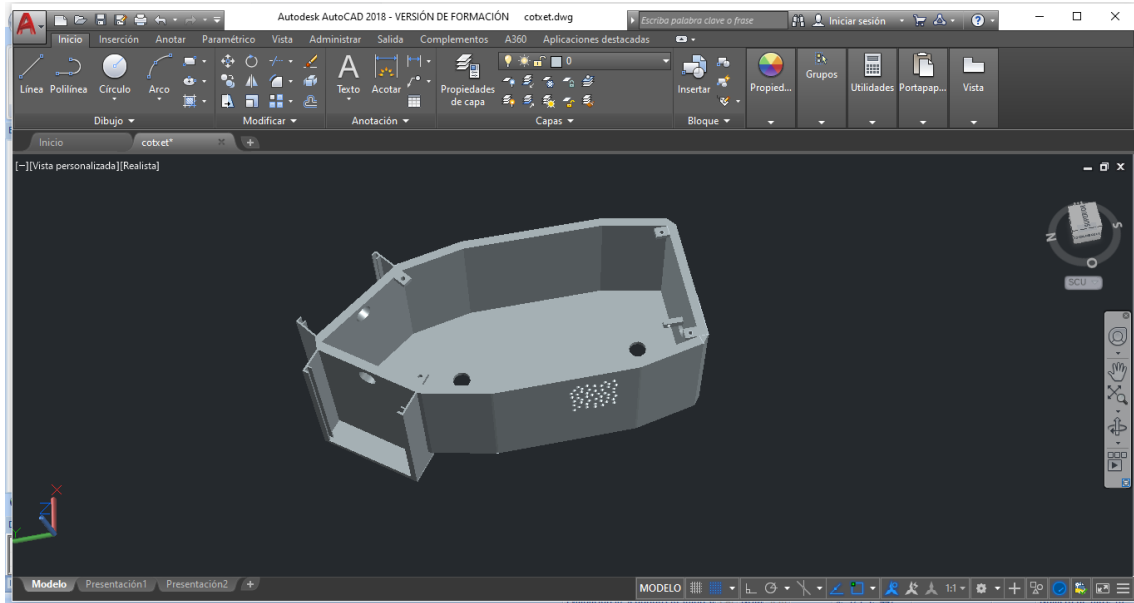 Autodesk AutoCAD 2018 - VERSIÓN DE FORMACIÓN cotxet.dwg
Escriba palabra clave o frase
Iniciar sesión
Inicio Inserción Anotar Paramétrico Vista Administrar Salida Complementos A360 Aplicaciones destacadas
0
Línea Polilínea Círculo Arco
Texto Acotar
Propiedades de capa
Insertar
Propied...
Grupos
Utilidades Portapap... Vista
Dibujo Modificar Anotación Capas Bloque
Inicio cotxet*
[−][Vista personalizada][Realista]
N
S
SCU
X
Z
Y
Modelo Presentación1 Presentación2
MODELO
1:1